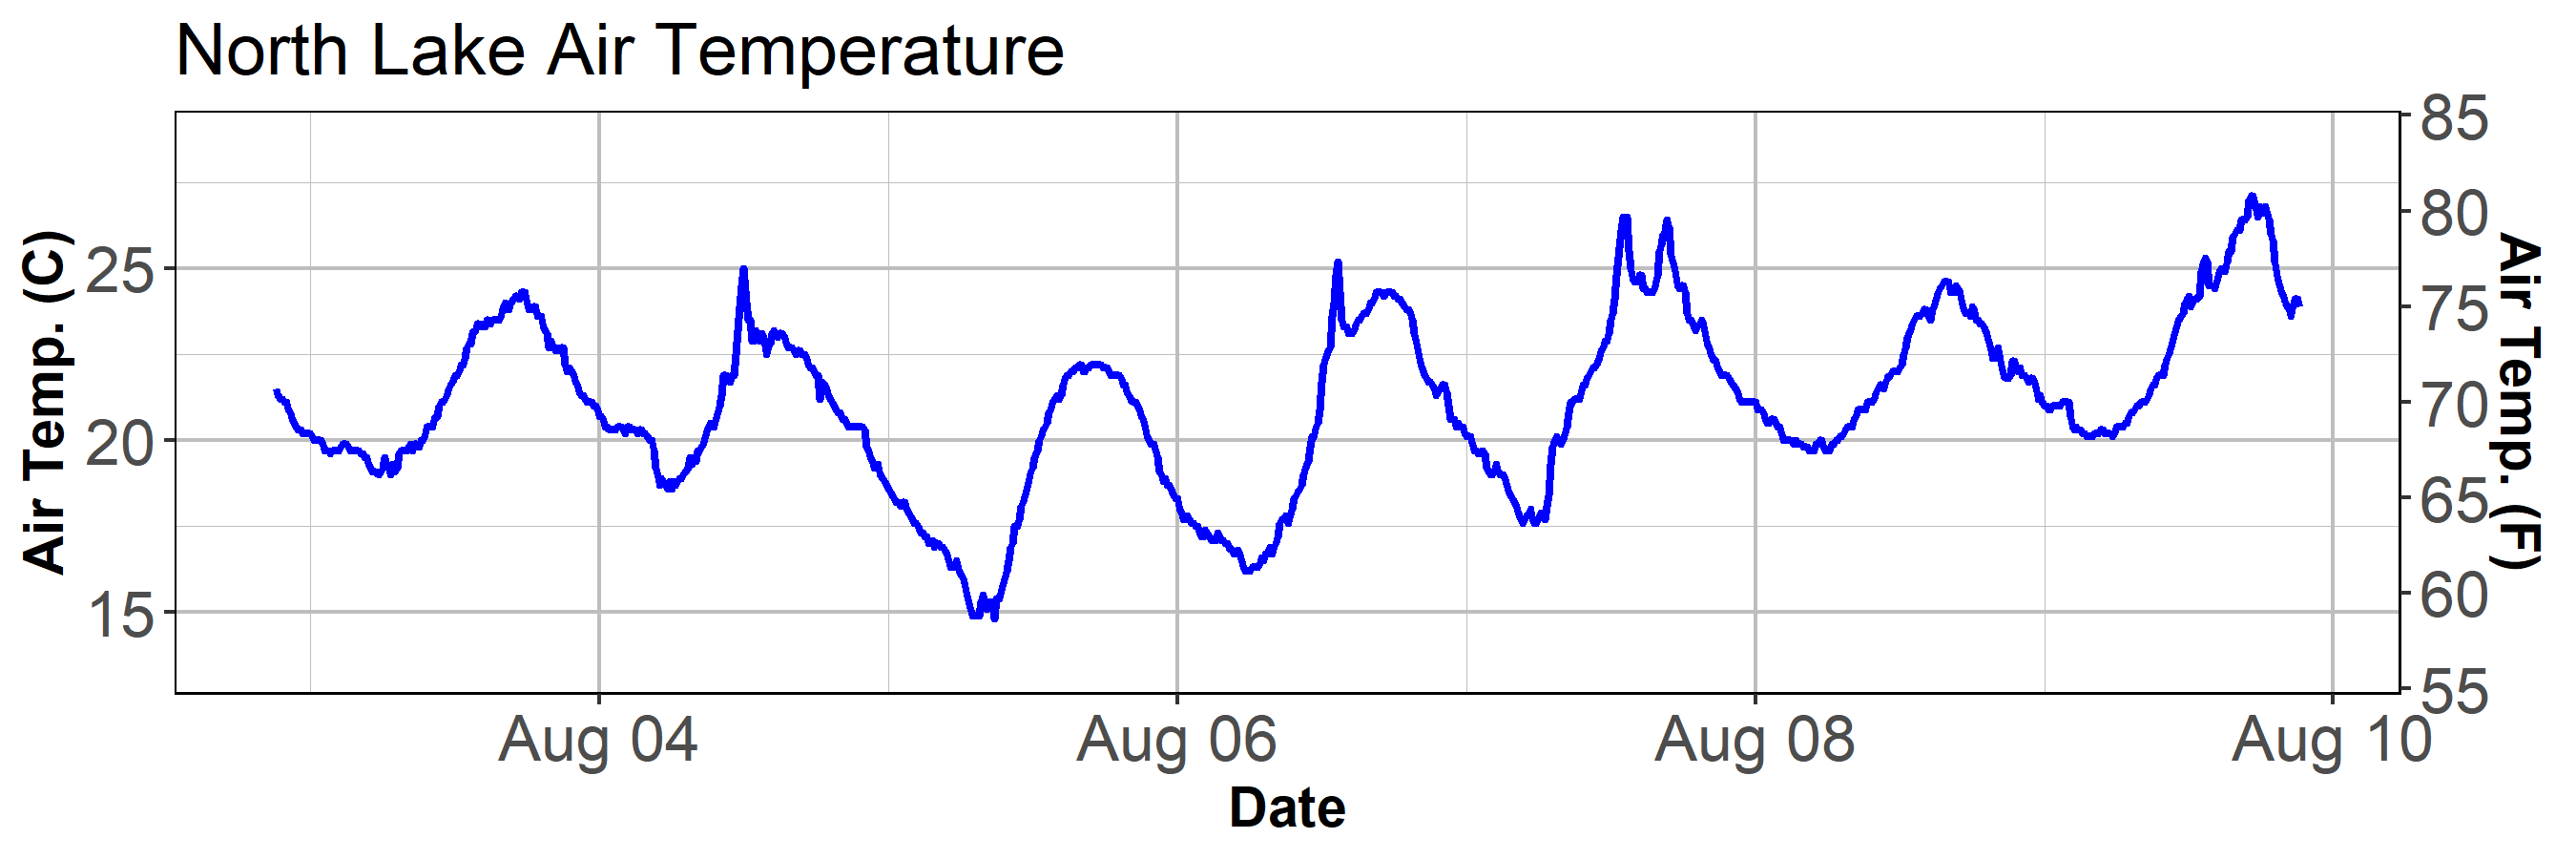 North Lake Air Temperature
Air Temp. (C)
25
20
15
85
80
75
70
65
60
55
Air Temp. (F)
Aug 04
Aug 06
Aug 08
Aug 10
Date